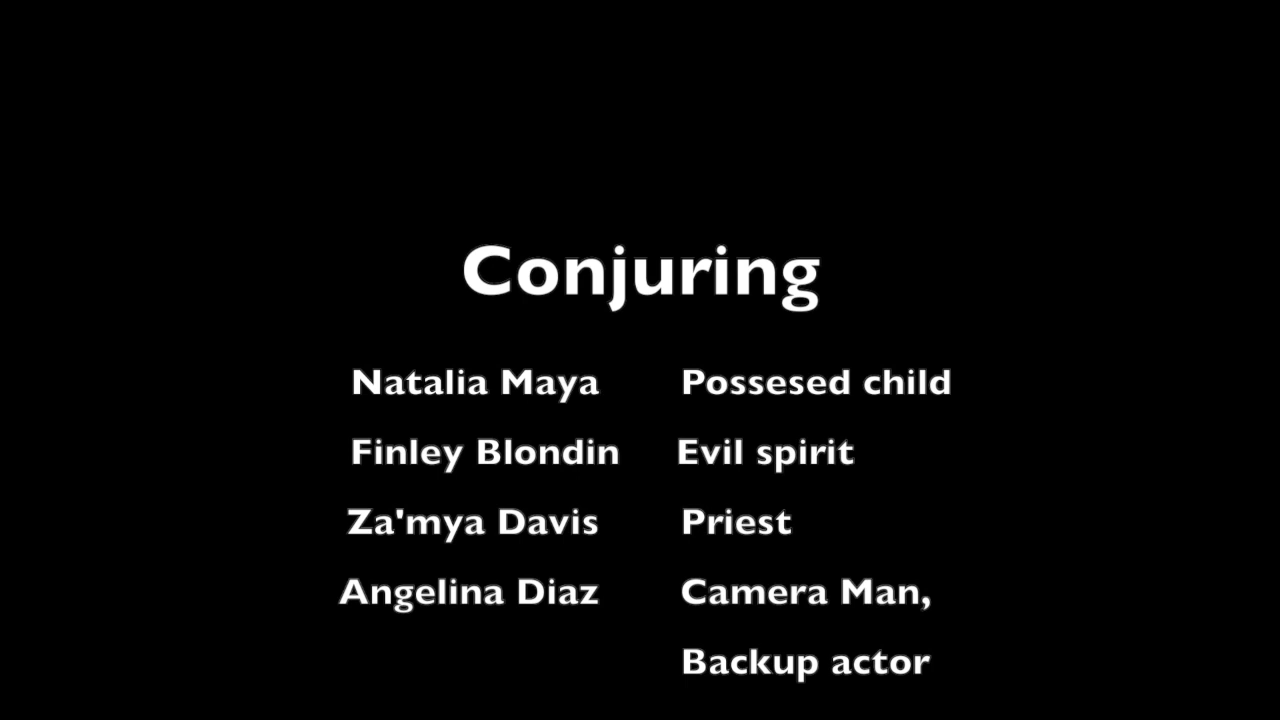 Conjuring
Natalia Maya Possesed child
Finley Blondin Evil spirit
Za'mya Davis Priest
Angelina Diaz Camera Man,
Backup actor